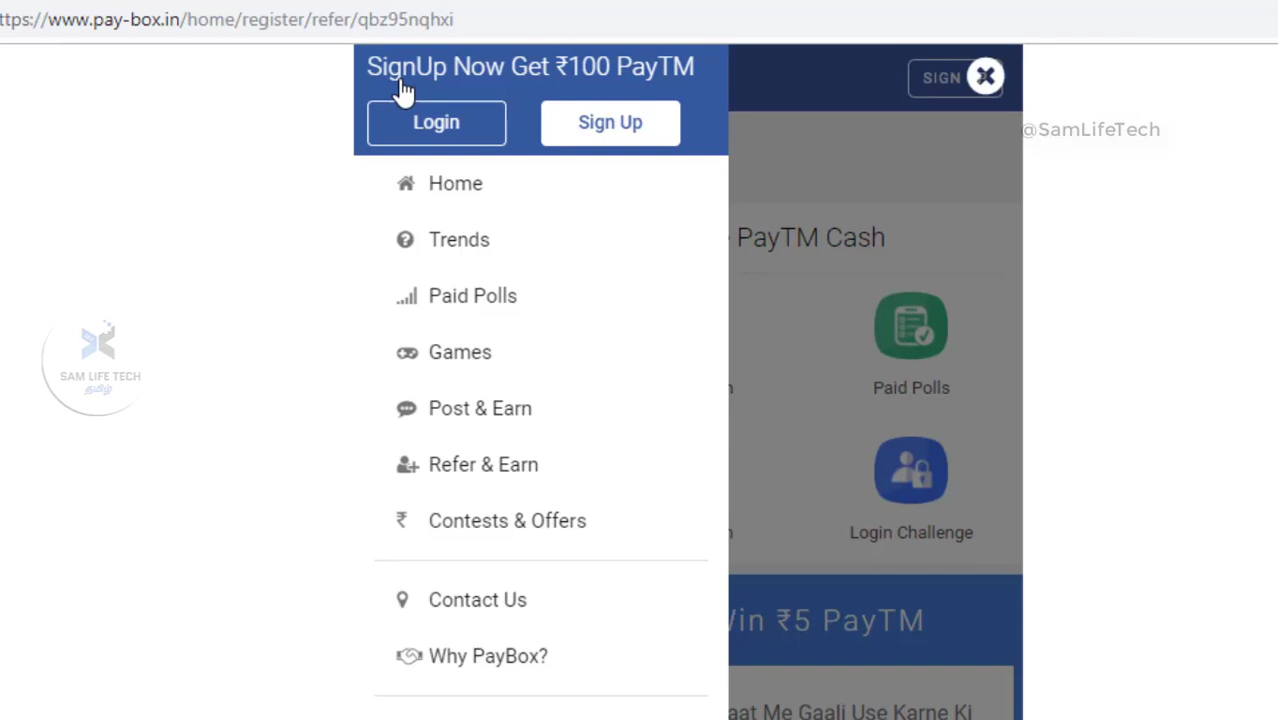 ttps://www.pay-box.in/home/register/refer/qbz95nqhxi
SignUp Now Get ₹100 PayTM
SIGN
Login
Sign Up
@SamLifeTech
Home
Trends
PayTM Cash
Paid Polls
Games
SAM LIFE TECH
தமிழ்
Paid Polls
Post & Earn
Refer & Earn
Contests & Offers
Login Challenge
Contact Us
Win ₹5 PayTM
Why PayBox?
aat Me Gaali Use Karne Ki